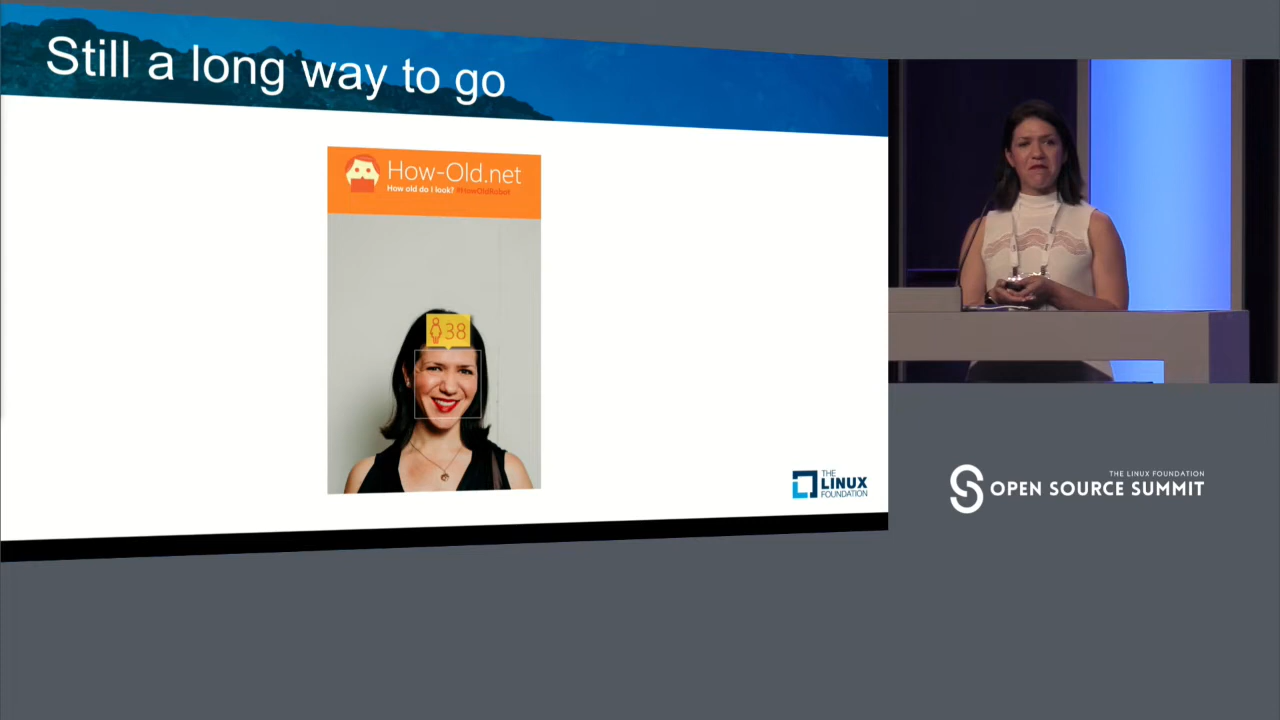 Still a long way to go
How-Old.net
How old do I look? #HowOldRobot
38
THE
LINUX
FOUNDATION
THE LINUX FOUNDATION
OPEN SOURCE SUMMIT